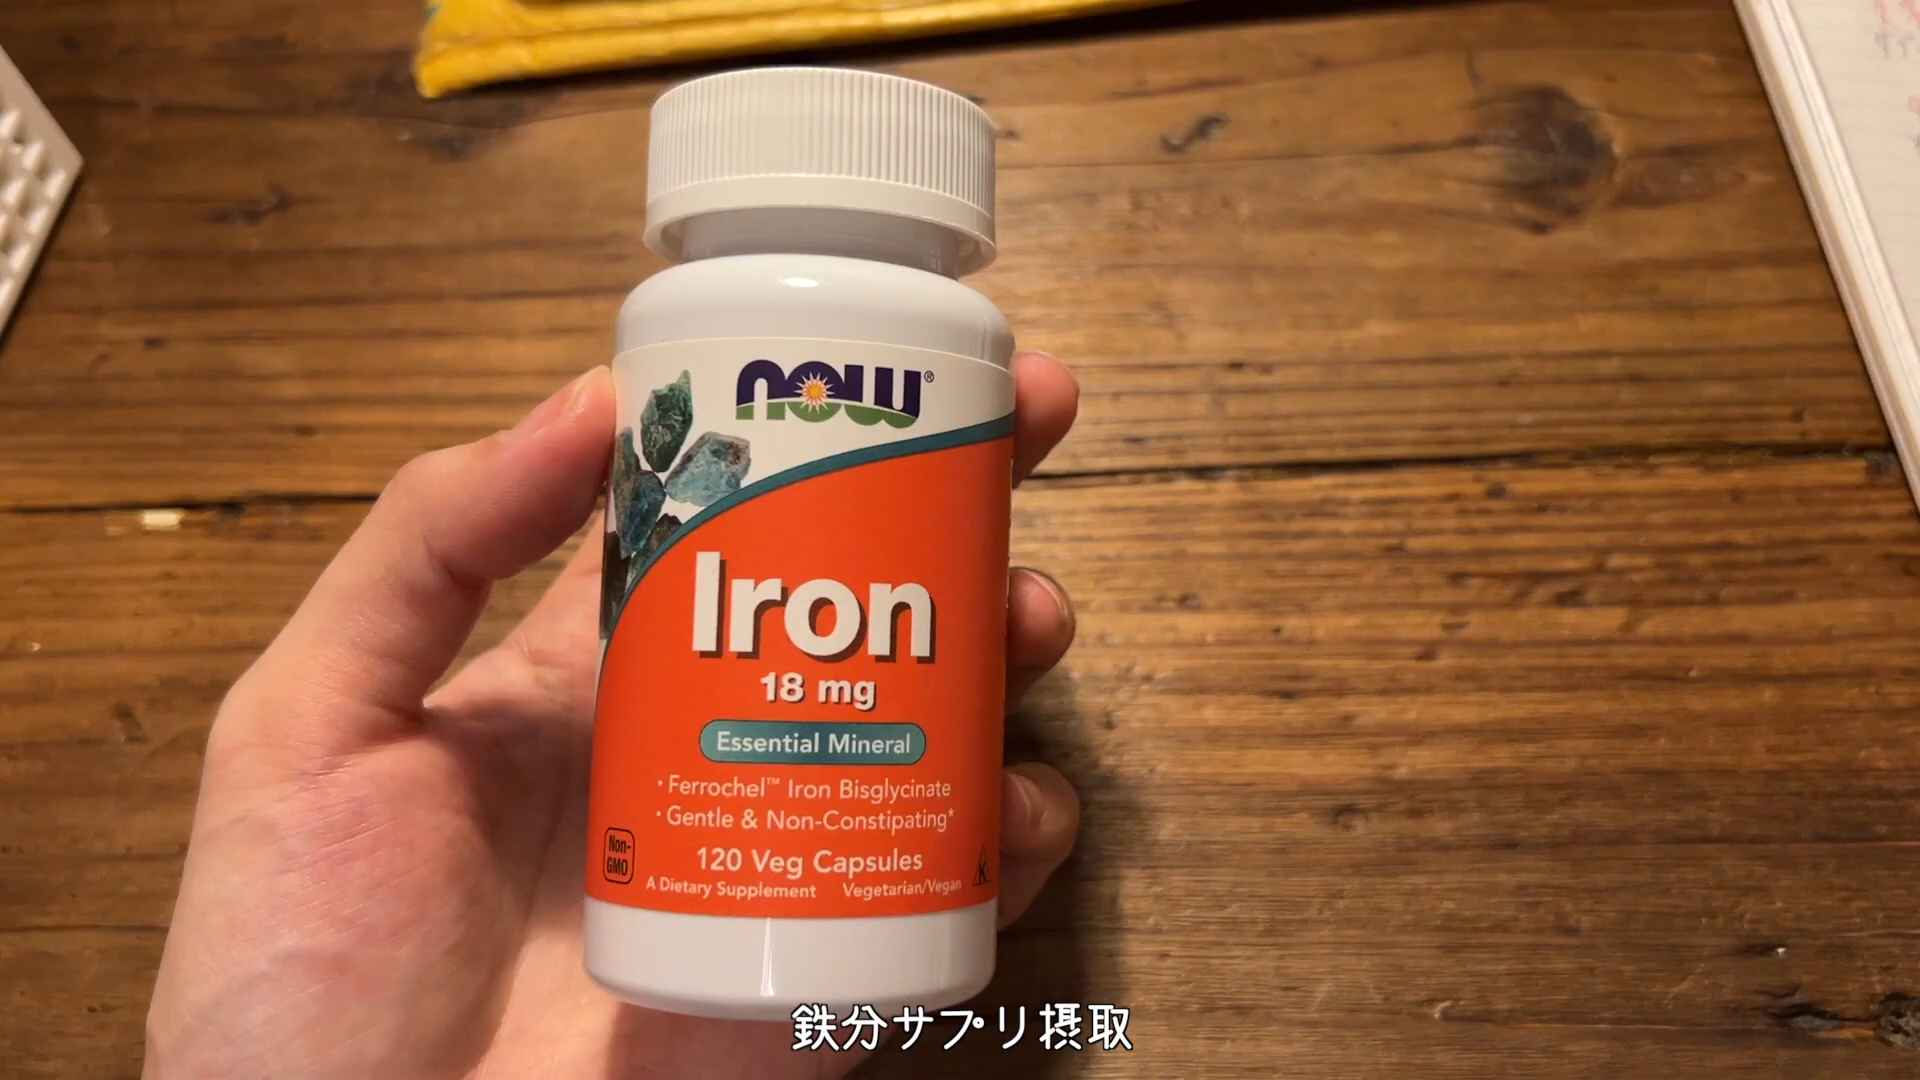 now®
Iron
18 mg
Essential Mineral
• Ferrochel™ Iron Bisglycinate
• Gentle & Non-Constipating*
Non-
GMO
120 Veg Capsules
K
A Dietary Supplement Vegetarian/Vegan
鉄分サプリ摂取